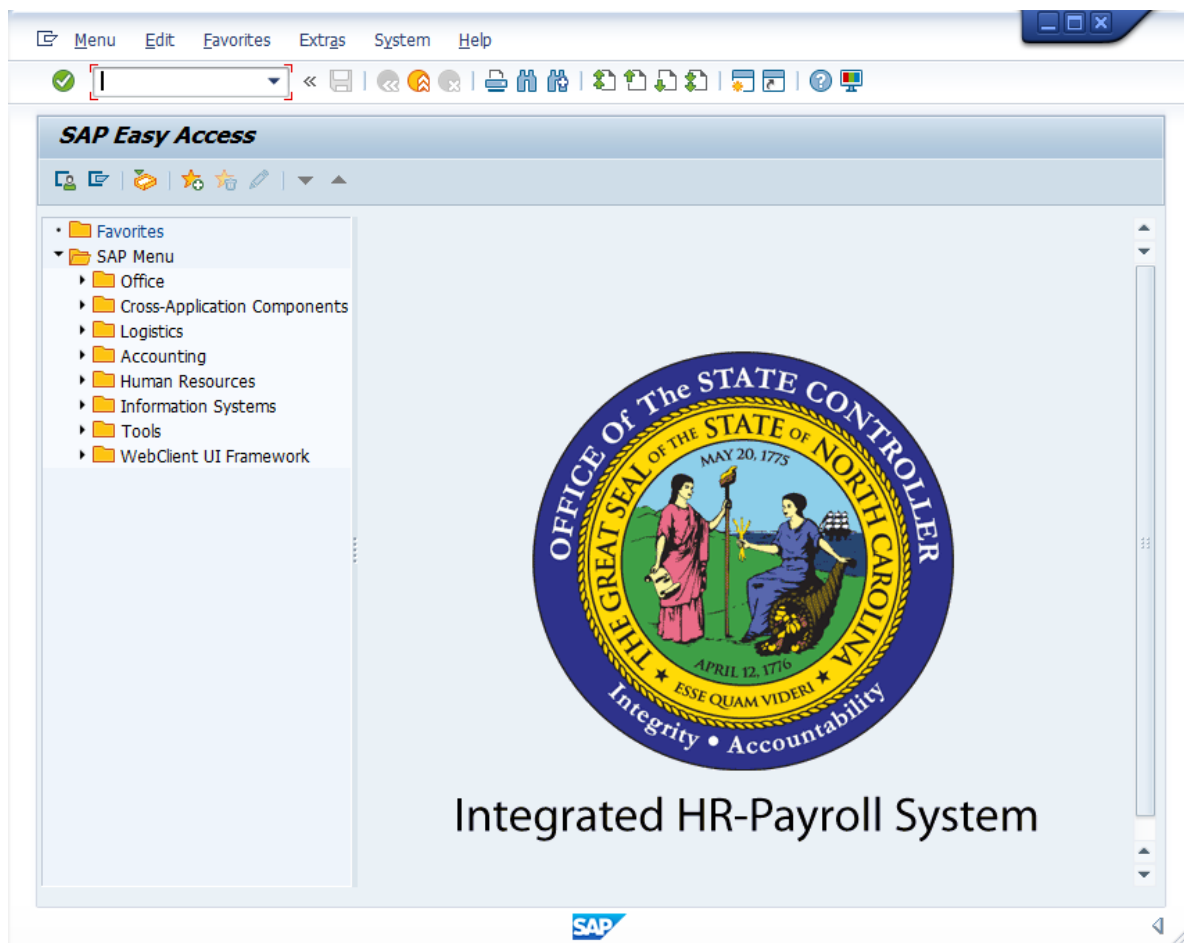 Menu Edit Favorites Extras System Help
SAP Easy Access
Favorites
SAP Menu
Office
Cross-Application Components
Logistics
Accounting
Human Resources
Information Systems
Tools
WebClient UI Framework
OFFICE Of The STATE CONTROLLER
THE GREAT SEAL OF THE STATE OF NORTH CAROLINA
MAY 20, 1775
APRIL 12, 1776
ESSE QUAM VIDERI
Integrity • Accountability
Integrated HR-Payroll System
SAP